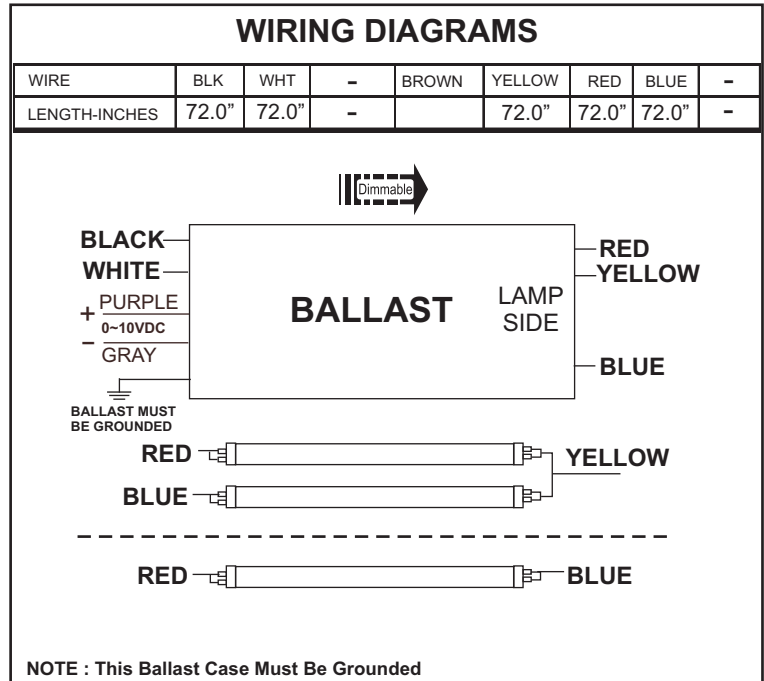 WIRING DIAGRAMS
WIRE BLK WHT - BROWN YELLOW RED BLUE -
LENGTH-INCHES 72.0" 72.0" - 72.0" 72.0" 72.0" -
Dimmable
BLACK
WHITE
+ PURPLE
0~10VDC
- GRAY
BALLAST MUST
BE GROUNDED
BALLAST
LAMP
SIDE
RED
YELLOW
BLUE
RED
BLUE
YELLOW
RED
BLUE
NOTE : This Ballast Case Must Be Grounded